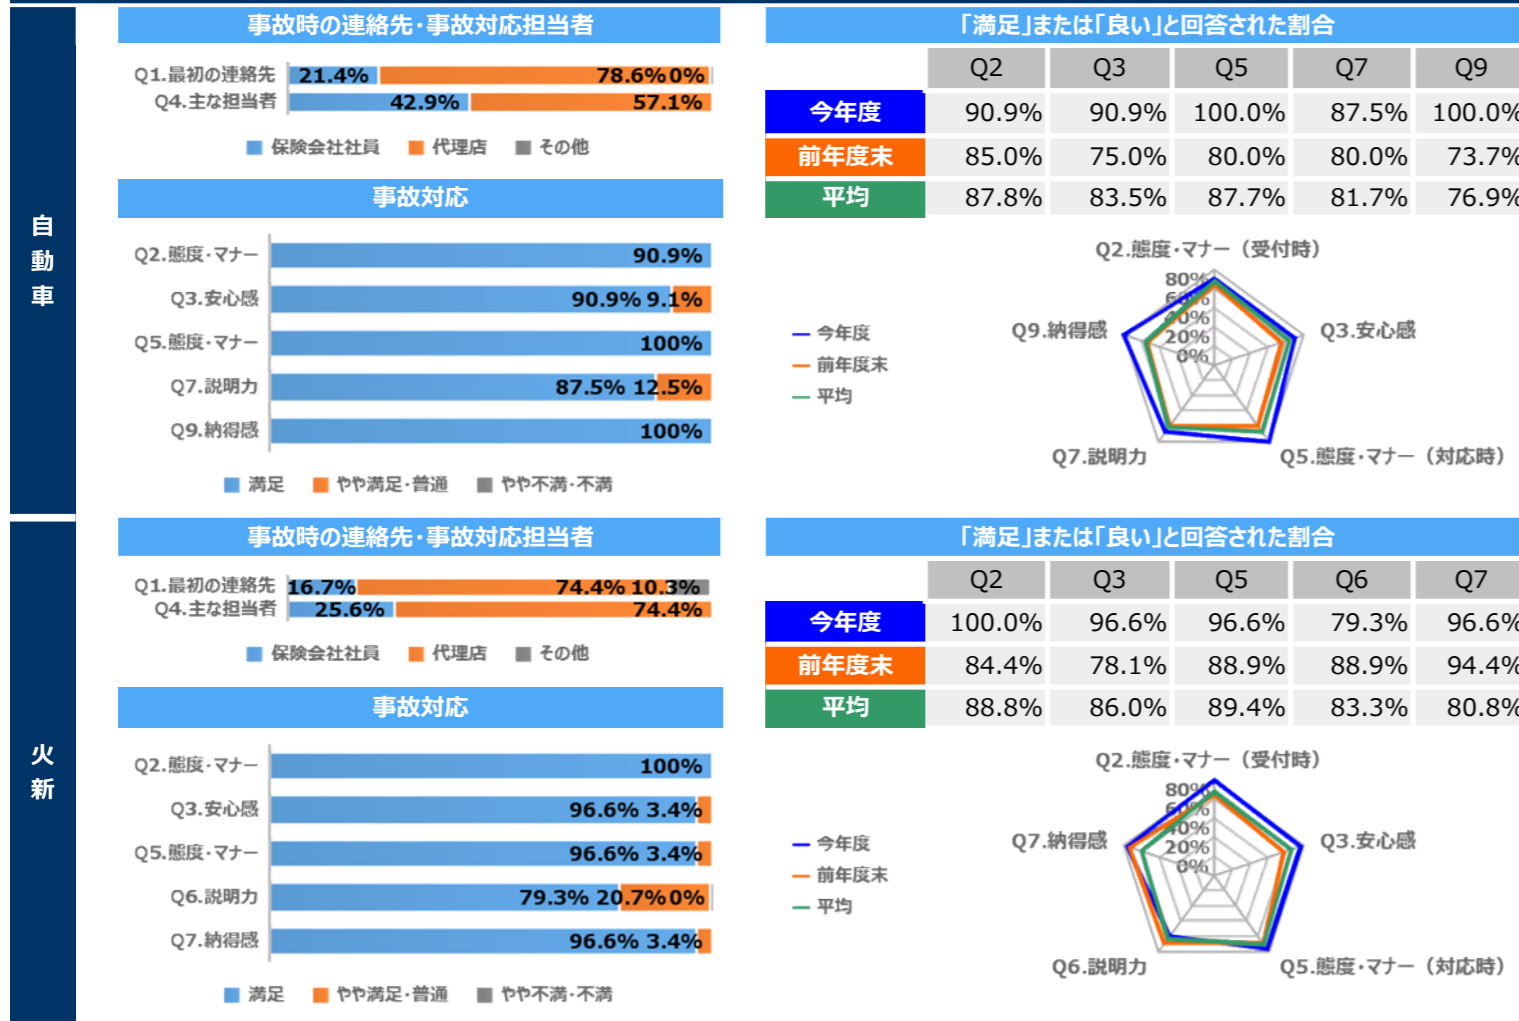 自動車
事故時の連絡先・事故対応担当者
Q1.最初の連絡先 21.4% 78.6% 0%
Q4.主な担当者 42.9% 57.1%
保険会社社員 代理店 その他
事故対応
Q2.態度・マナー 90.9%
Q3.安心感 90.9% 9.1%
Q5.態度・マナー 100%
Q7.説明力 87.5% 12.5%
Q9.納得感 100%
満足 やや満足・普通 やや不満・不満
「満足」または「良い」と回答された割合
Q2 Q3 Q5 Q7 Q9
今年度 90.9% 90.9% 100.0% 87.5% 100.0%
前年度末 85.0% 75.0% 80.0% 80.0% 73.7%
平均 87.8% 83.5% 87.7% 81.7% 76.9%
Q2.態度・マナー（受付時）
80%
60%
40%
20%
0%
Q9.納得感
Q3.安心感
Q7.説明力
Q5.態度・マナー（対応時）
今年度
前年度末
平均
火新
事故時の連絡先・事故対応担当者
Q1.最初の連絡先 16.7% 74.4% 10.3%
Q4.主な担当者 25.6% 74.4%
保険会社社員 代理店 その他
事故対応
Q2.態度・マナー 100%
Q3.安心感 96.6% 3.4%
Q5.態度・マナー 96.6% 3.4%
Q6.説明力 79.3% 20.7% 0%
Q7.納得感 96.6% 3.4%
満足 やや満足・普通 やや不満・不満
「満足」または「良い」と回答された割合
Q2 Q3 Q5 Q6 Q7
今年度 100.0% 96.6% 96.6% 79.3% 96.6%
前年度末 84.4% 78.1% 88.9% 88.9% 94.4%
平均 88.8% 86.0% 89.4% 83.3% 80.8%
Q2.態度・マナー（受付時）
80%
60%
40%
20%
0%
Q7.納得感
Q3.安心感
Q6.説明力
Q5.態度・マナー（対応時）
今年度
前年度末
平均